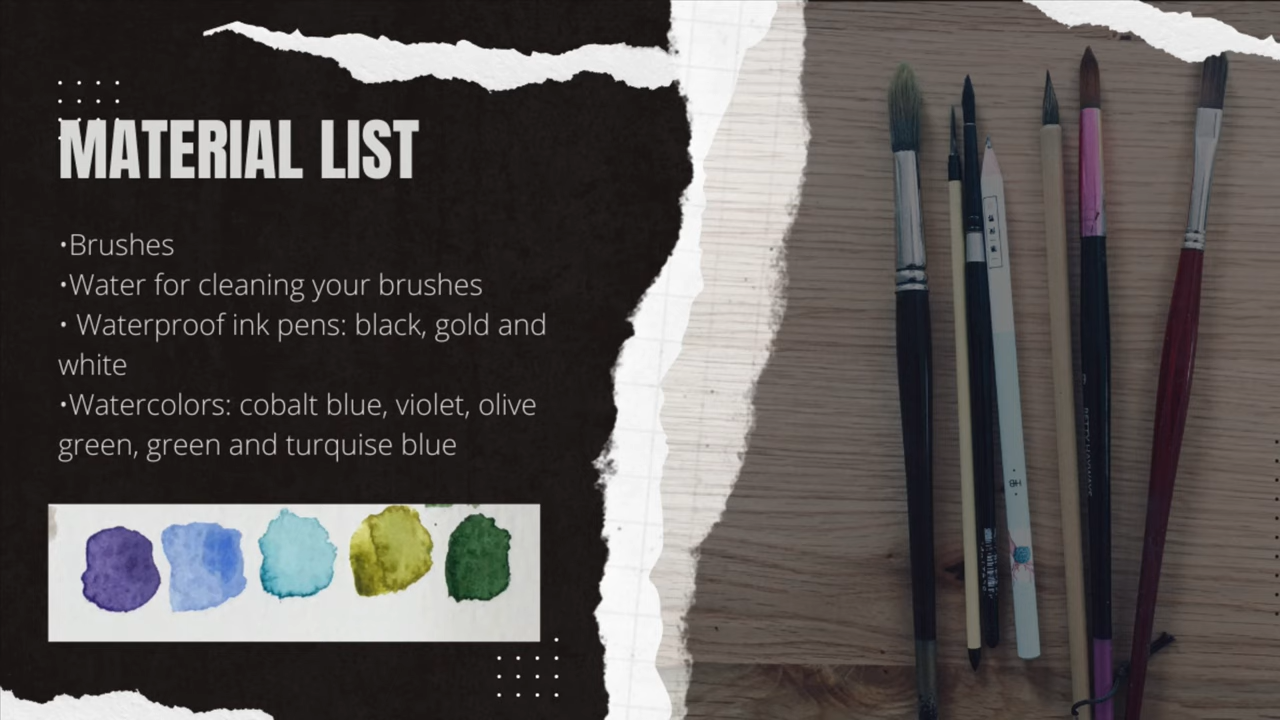 MATERIAL LIST
•Brushes
•Water for cleaning your brushes
• Waterproof ink pens: black, gold and
white
•Watercolors: cobalt blue, violet, olive
green, green and turquise blue